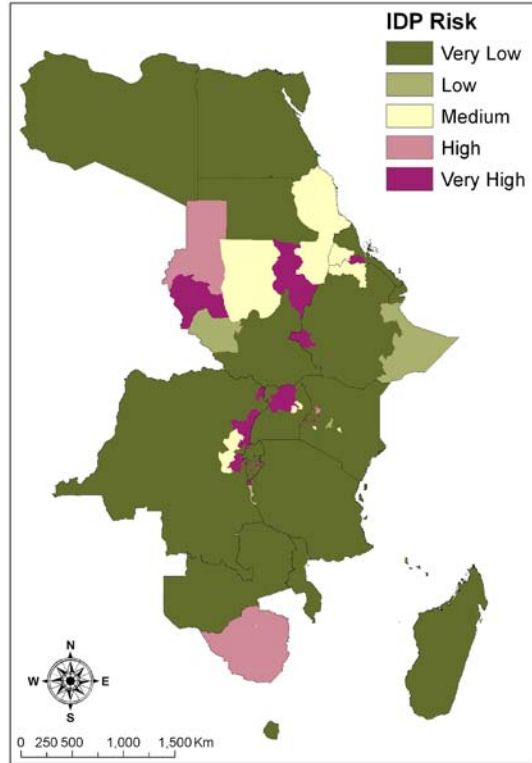 IDP Risk
Very Low
Low
Medium
High
Very High
N
W E
S
0 250 500 1,000 1,500 Km